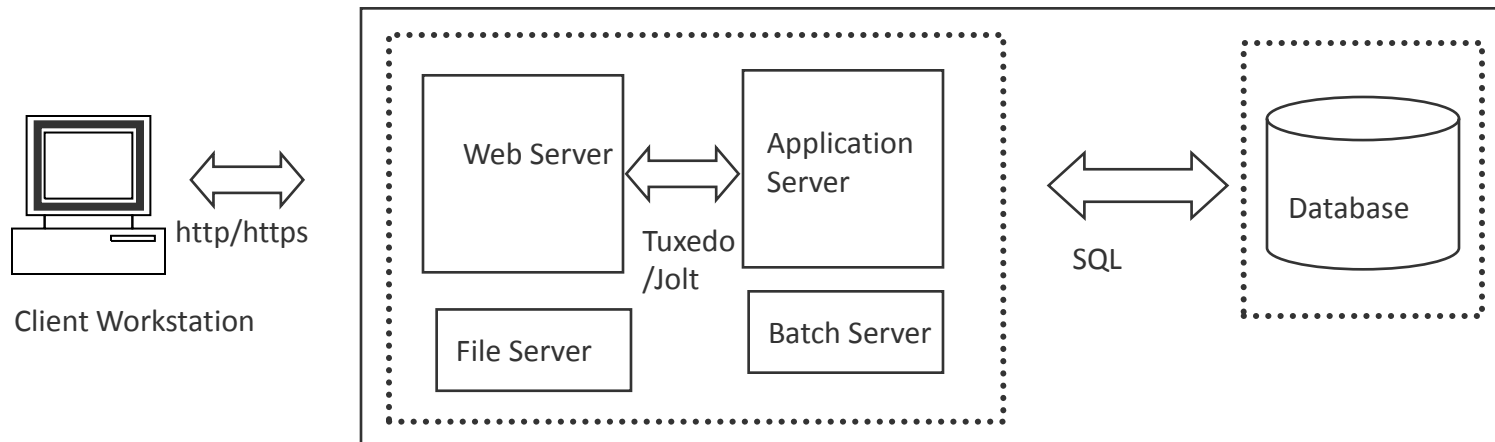 Client Workstation
http/https
Web Server
Tuxedo
/Jolt
Application
Server
File Server
Batch Server
SQL
Database